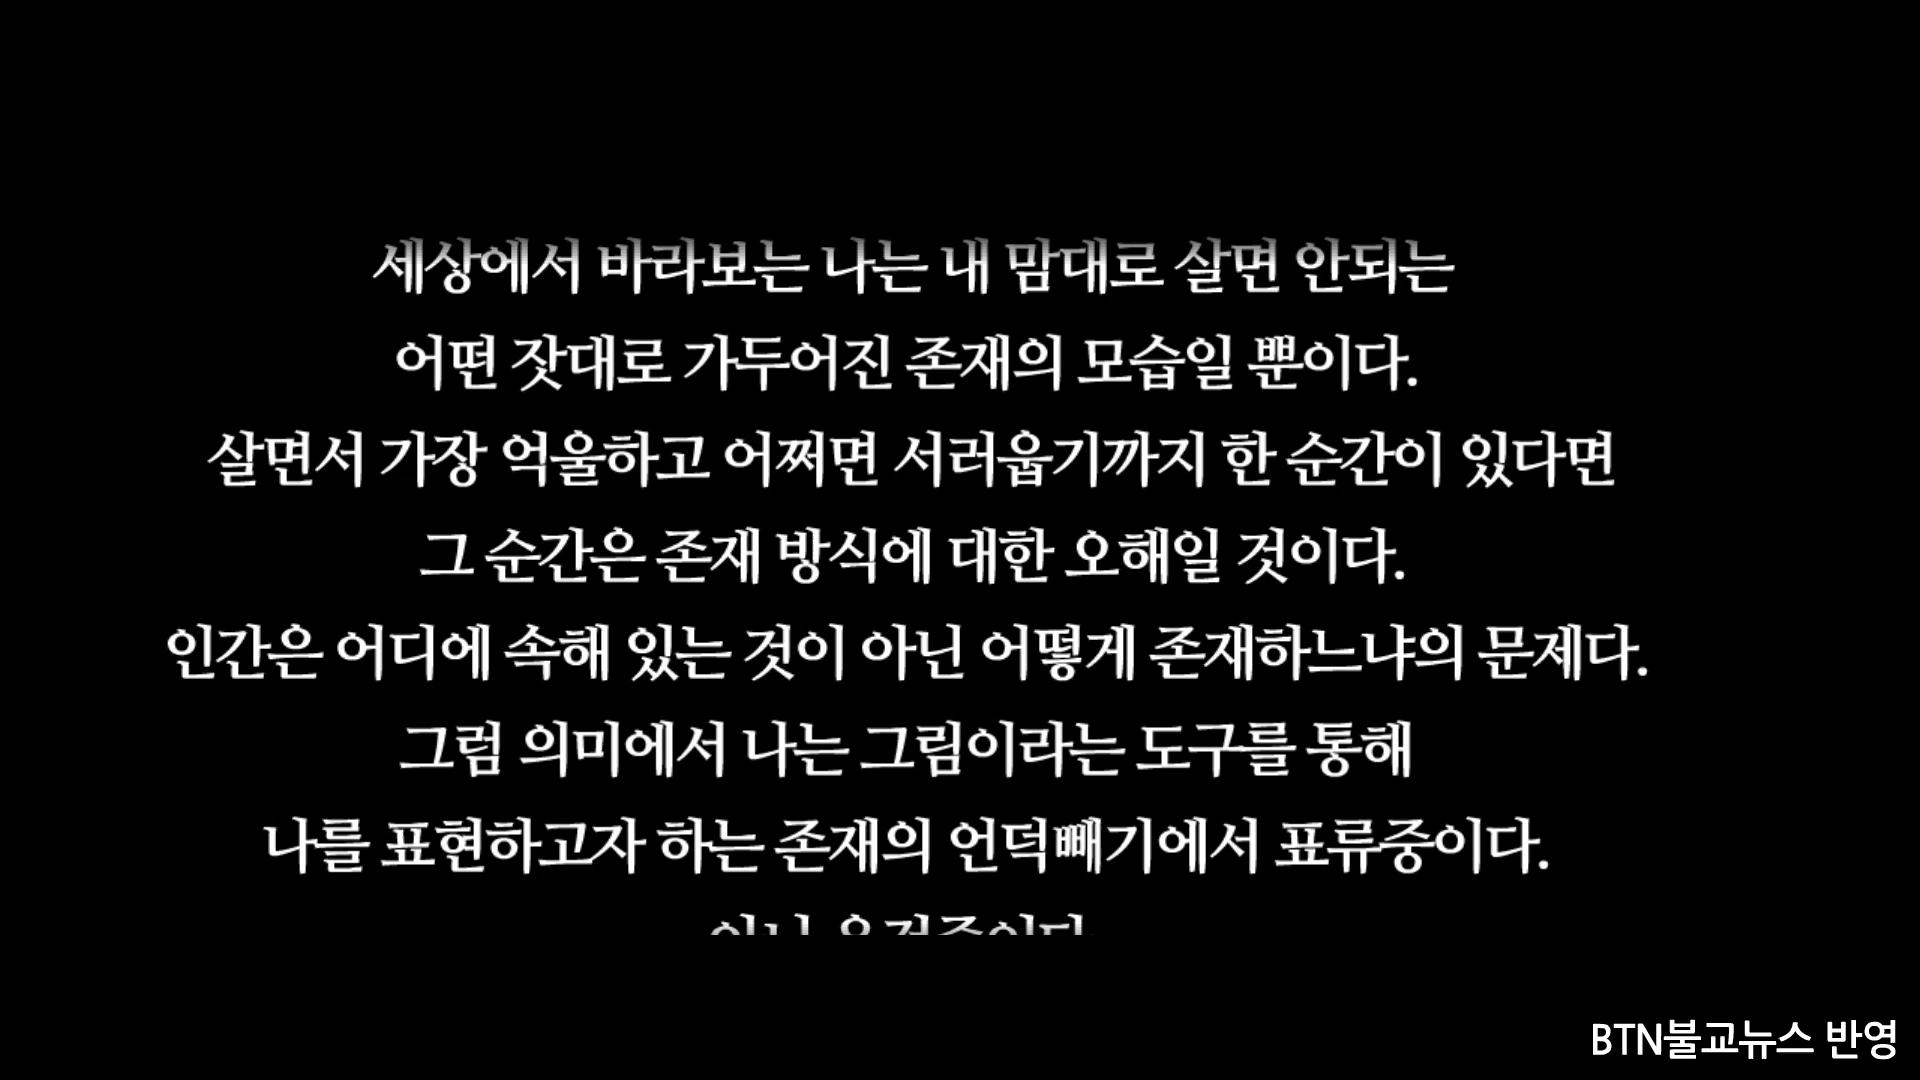 세상에서 바라보는 나는 내 맘대로 살면 안되는
어떤 잣대로 가두어진 존재의 모습일 뿐이다.
살면서 가장 억울하고 어쩌면 서러웁기까지 한 순간이 있다면
그 순간은 존재 방식에 대한 오해일 것이다.
인간은 어디에 속해 있는 것이 아닌 어떻게 존재하느냐의 문제다.
그럼 의미에서 나는 그림이라는 도구를 통해
나를 표현하고자 하는 존재의 언덕빼기에서 표류중이다.
BTN불교뉴스 반영